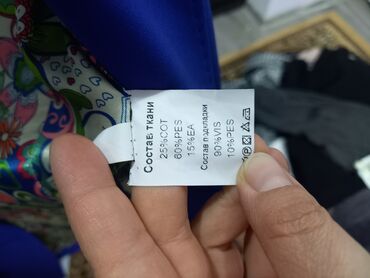 Состав ткани
25%COT
60%PES
15%EA
Состав подкладки
90%VIS
10%PES